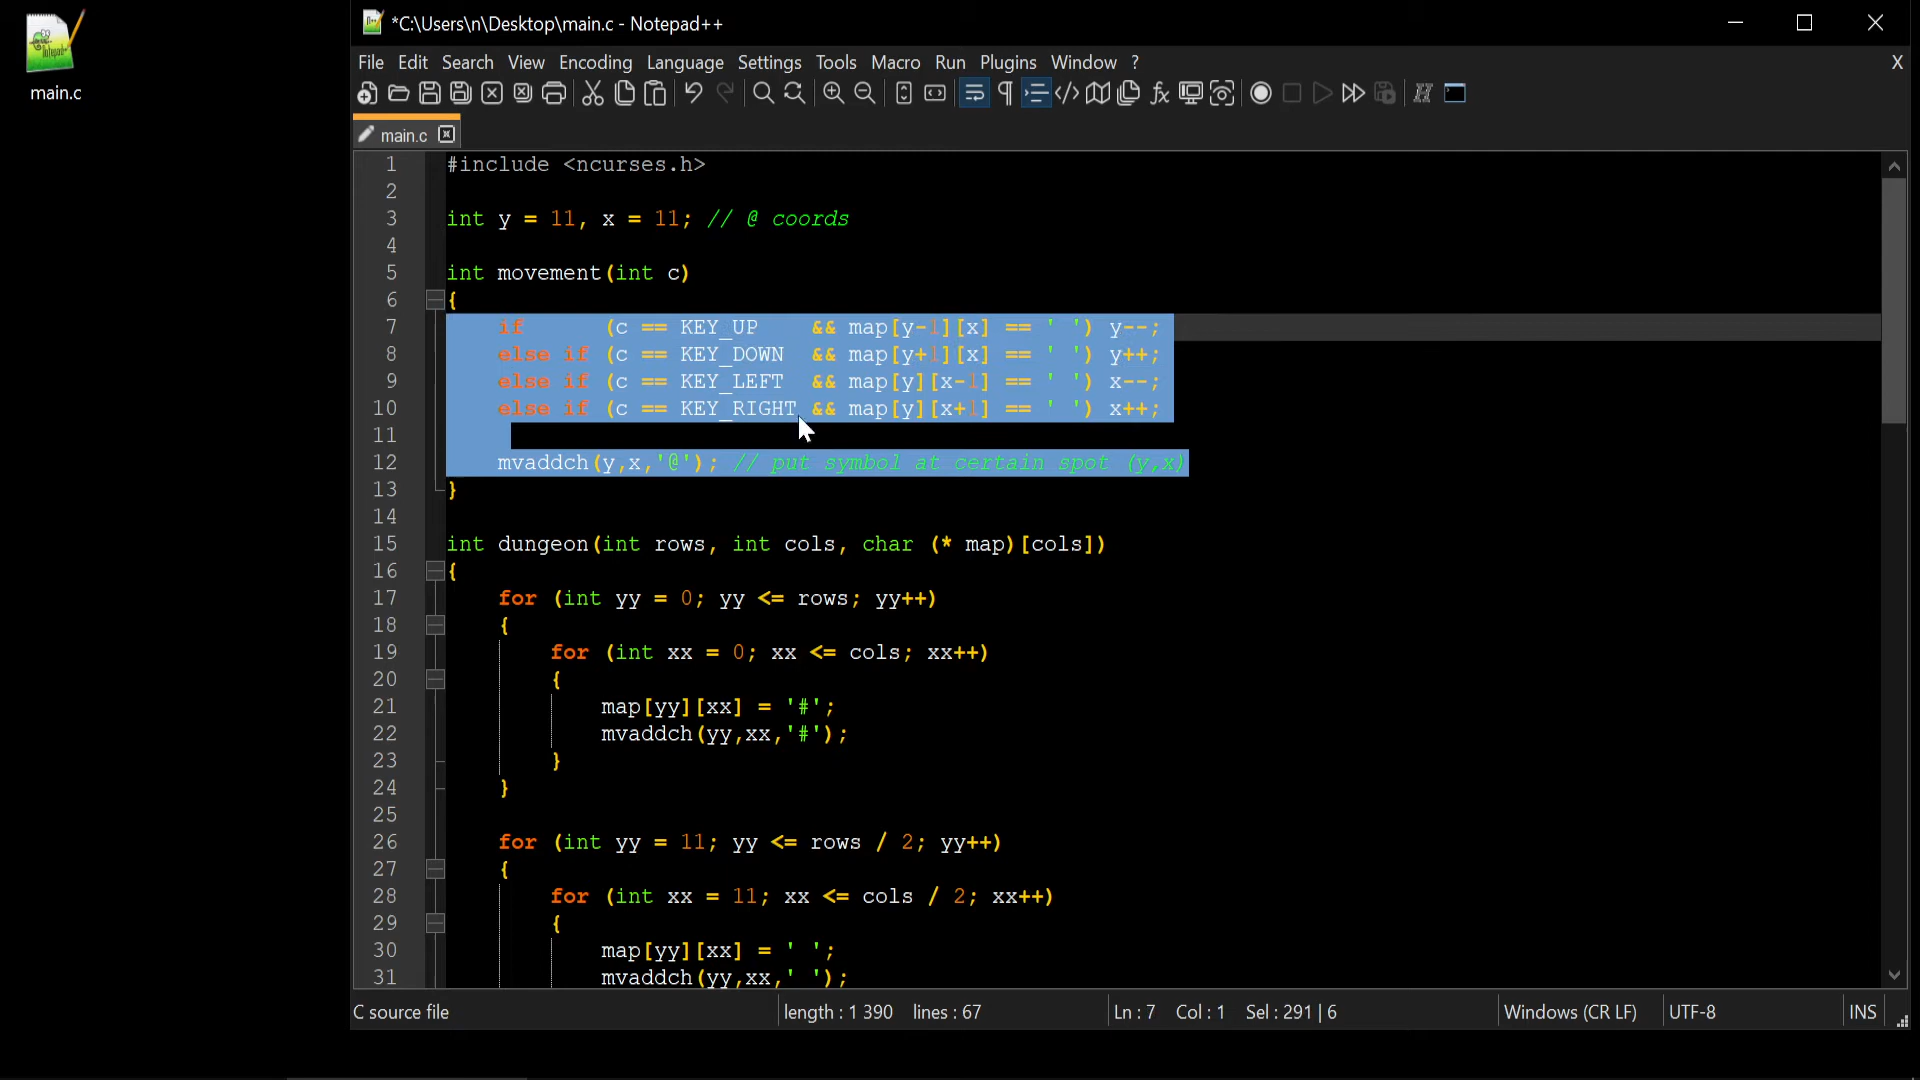 main.c
*C:\Users\n\Desktop\main.c - Notepad++
File Edit Search View Encoding Language Settings Tools Macro Run Plugins Window ? X
main.c
1 #include <ncurses.h>
2
3 int y = 11, x = 11; // @ coords
4
5 int movement(int c)
6 {
7 if (c == KEY_UP && map[y-1][x] == ' ') y--;
8 else if (c == KEY_DOWN && map[y+1][x] == ' ') y++;
9 else if (c == KEY_LEFT && map[y][x-1] == ' ') x--;
10 else if (c == KEY_RIGHT && map[y][x+1] == ' ') x++;
11
12 mvaddch(y,x,'@'); // put symbol at certain spot (y,x)
13 }
14
15 int dungeon(int rows, int cols, char (* map)[cols])
16 {
17 for (int yy = 0; yy <= rows; yy++)
18 {
19 for (int xx = 0; xx <= cols; xx++)
20 {
21 map[yy][xx] = '#';
22 mvaddch(yy,xx,'#');
23 }
24 }
25
26 for (int yy = 11; yy <= rows / 2; yy++)
27 {
28 for (int xx = 11; xx <= cols / 2; xx++)
29 {
30 map[yy][xx] = ' ';
31 mvaddch(yy,xx,' ');
C source file length : 1 390 lines : 67 Ln : 7 Col : 1 Sel : 291 | 6 Windows (CR LF) UTF-8 INS